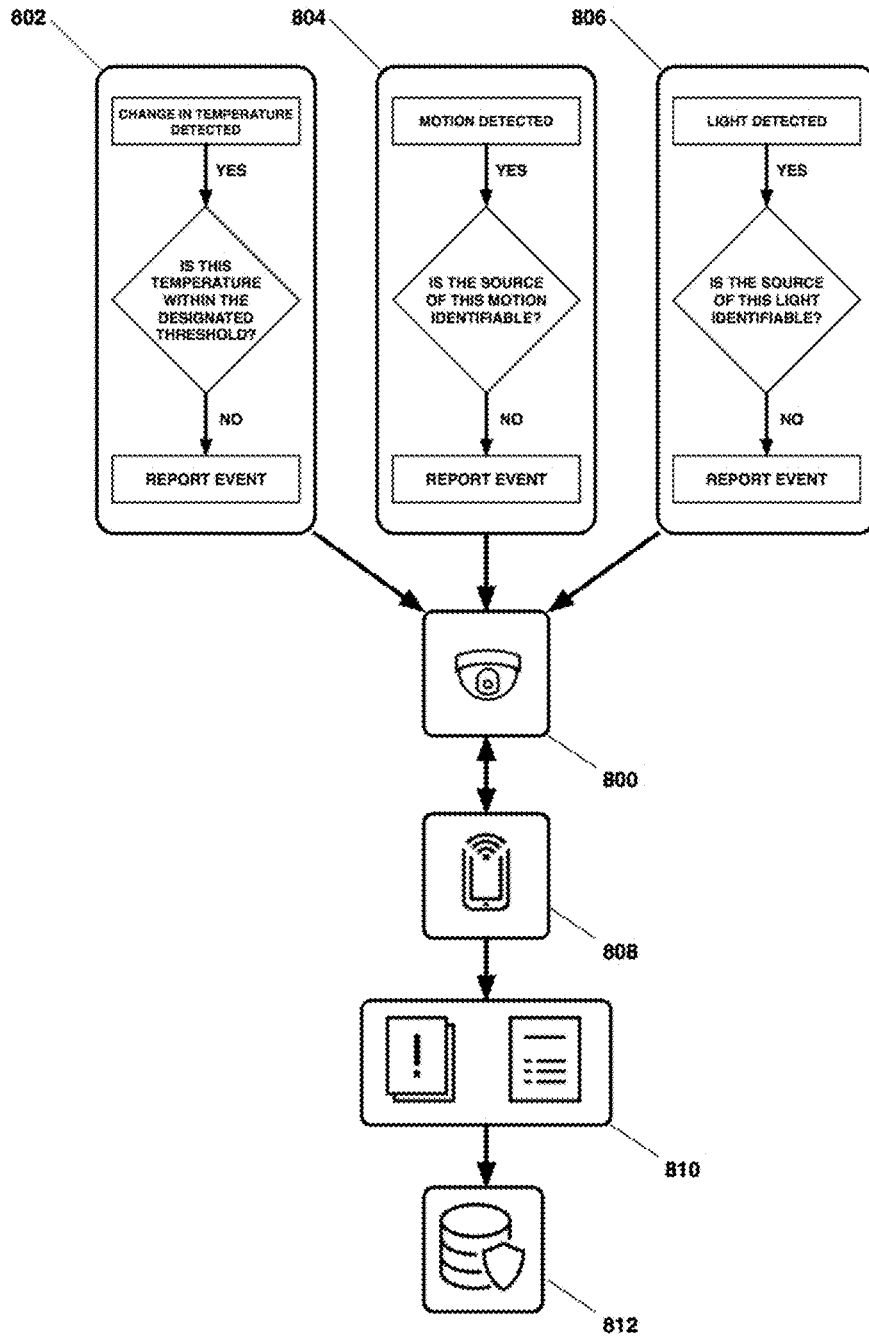 802
804
806
CHANGE IN TEMPERATURE
DETECTED
YES
IS THIS
TEMPERATURE
WITHIN THE
DESIGNATED
THRESHOLD?
NO
REPORT EVENT
MOTION DETECTED
YES
IS THE SOURCE
OF THIS MOTION
IDENTIFIABLE?
NO
REPORT EVENT
LIGHT DETECTED
YES
IS THE SOURCE
OF THIS LIGHT
IDENTIFIABLE?
NO
REPORT EVENT
800
808
810
812